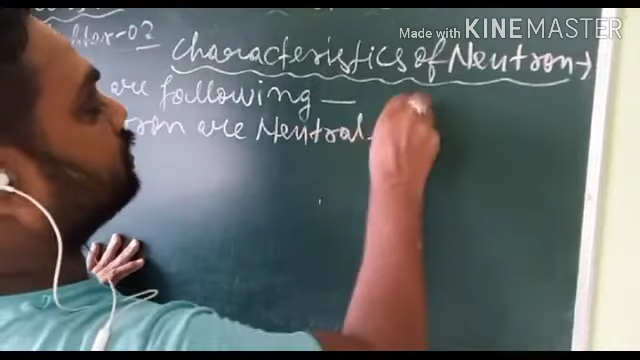 Made with KINEMASTER
Characteristics of Neutron →
are following —
are Neutral